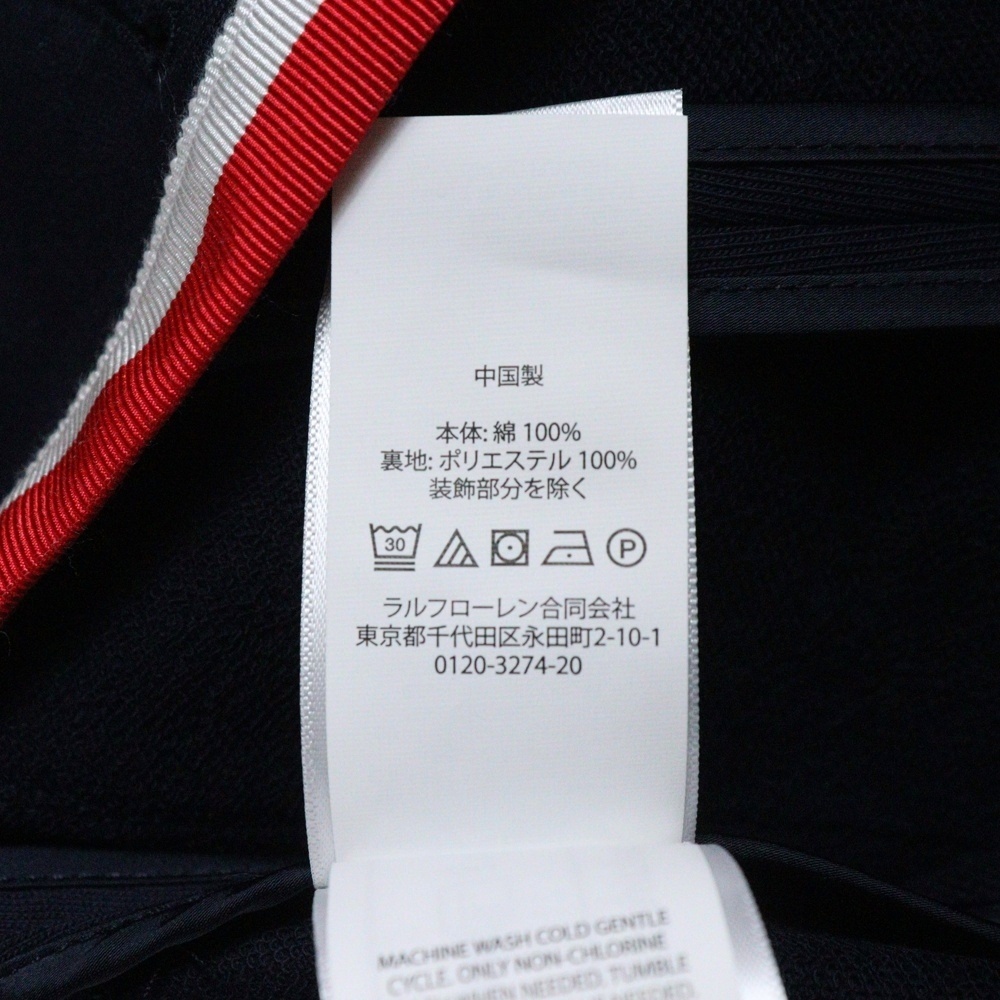 中国製
本体: 綿 100%
裏地: ポリエステル 100%
装飾部分を除く
30
P
ラルフローレン合同会社
東京都千代田区永田町2-10-1
0120-3274-20
MACHINE WASH COLD GENTLE
CYCLE. ONLY NON-CHLORINE
WHEN NEEDED. TUMBLE